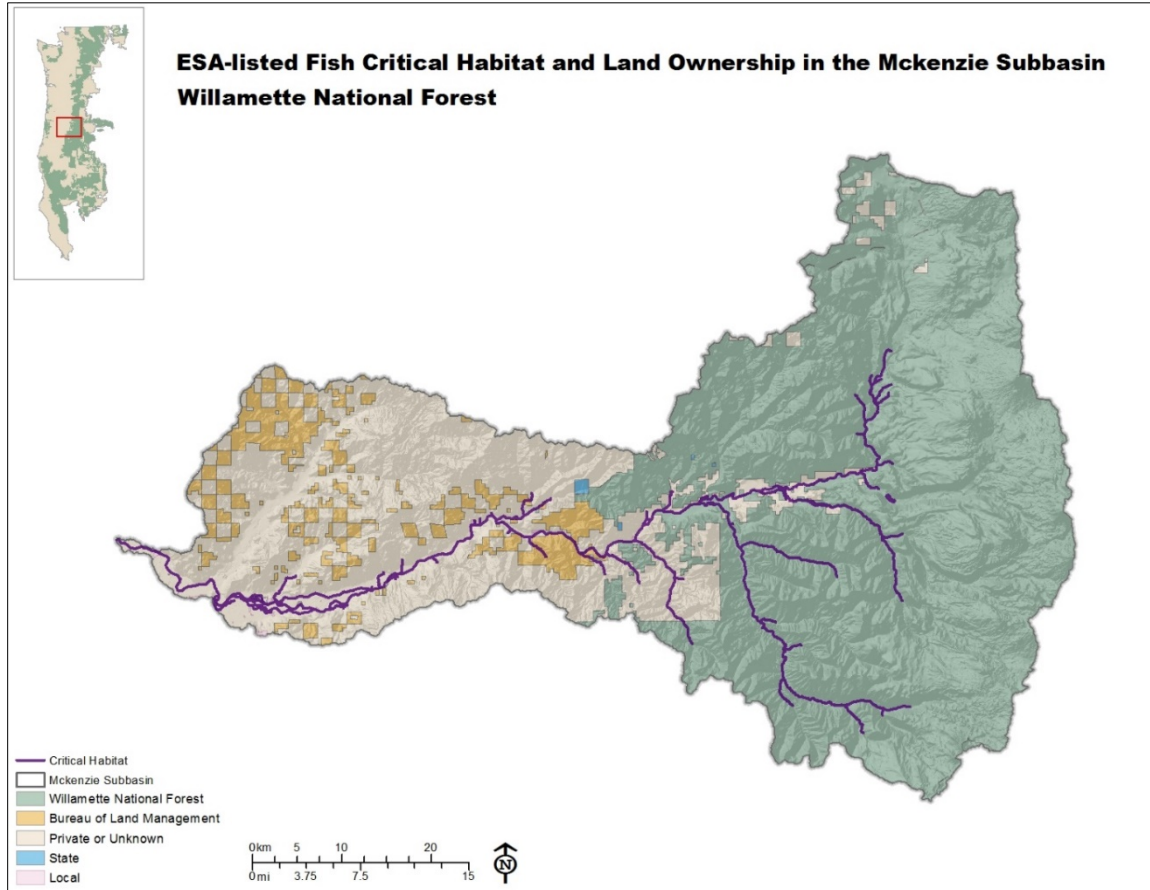 ESA-listed Fish Critical Habitat and Land Ownership in the Mckenzie Subbasin
Willamette National Forest
Critical Habitat
Mckenzie Subbasin
Willamette National Forest
Bureau of Land Management
Private or Unknown
State
Local
0km 5 10 20
0mi 3.75 7.5 15
N